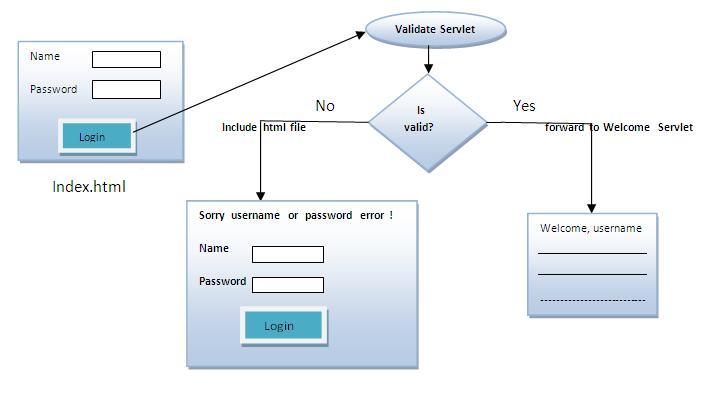 Name
Password
Login
Index.html
Validate Servlet
Is
valid?
No
Yes
Include html file
forward to Welcome Servlet
Sorry username or password error !
Name
Password
Login
Welcome, username